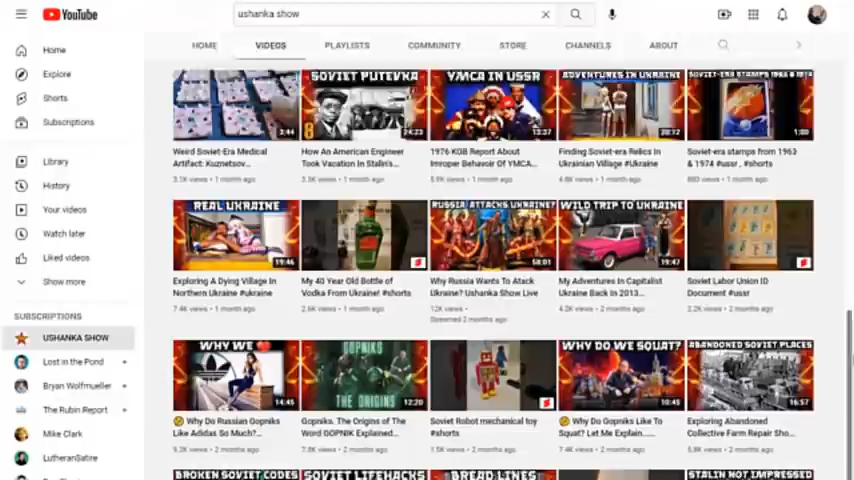 YouTube
ushanka show
HOME VIDEOS PLAYLISTS COMMUNITY STORE CHANNELS ABOUT
Home
Explore
Shorts
Subscriptions
Library
History
Your videos
Watch later
Liked videos
Show more
SUBSCRIPTIONS
USHANKA SHOW
Lost in the Pond
Bryan Wolfmueller
The Rubin Report
Mike Clark
LutheranSatire
3:44
Weird Soviet-Era Medical
Artifact: Kuznetsov...
3.1K views • 1 month ago
SOVIET PUTEVKA
24:23
How An American Engineer
Took Vacation In Stalin's...
3.3K views • 1 month ago
YMCA IN USSR
13:37
1976 KGB Report About
Imroper Behavoir Of YMCA...
5.9K views • 1 month ago
ADVENTURES IN UKRAINE
20:12
Finding Soviet-era Relics In
Ukrainian Village #Ukraine
4.8K views • 1 month ago
SOVIET-ERA STAMPS 1963 & 1974
1:00
Soviet-era stamps from 1963
& 1974 #ussr , #shorts
883 views • 1 month ago
REAL UKRAINE
19:46
Exploring A Dying Village In
Northern Ukraine #ukraine
7.4K views • 1 month ago
My 40 Year Old Bottle of
Vodka From Ukraine! #shorts
2.6K views • 1 month ago
RUSSIA ATTACKS UKRAINE?
58:01
Why Russia Wants To Atack
Ukraine? Ushanka Show Live
12K views •
Streamed 2 months ago
WILD TRIP TO UKRAINE
19:47
My Adventures In Capitalist
Ukraine Back In 2013...
4.2K views • 2 months ago
Soviet Labor Union ID
Document #ussr
2.2K views • 2 months ago
WHY WE
14:45
Why Do Russian Gopniks
Like Adidas So Much?...
9.2K views • 2 months ago
GOPNIKS
THE ORIGINS
12:20
Gopniks. The Origins of The
Word GOPNIK Explained...
7.8K views • 2 months ago
Soviet Robot mechanical toy
#shorts
1.5K views • 2 months ago
WHY DO WE SQUAT?
10:45
Why Do Gopniks Like To
Squat? Let Me Explain......
7.4K views • 2 months ago
ABANDONED SOVIET PLACES
16:57
Exploring Abandoned
Collective Farm Repair Sho...
5.8K views • 2 months ago
BROKEN SOVIET CODES
SOVIET LIFEHACKS
BREAD LINES
STALIN NOT IMPRESSED